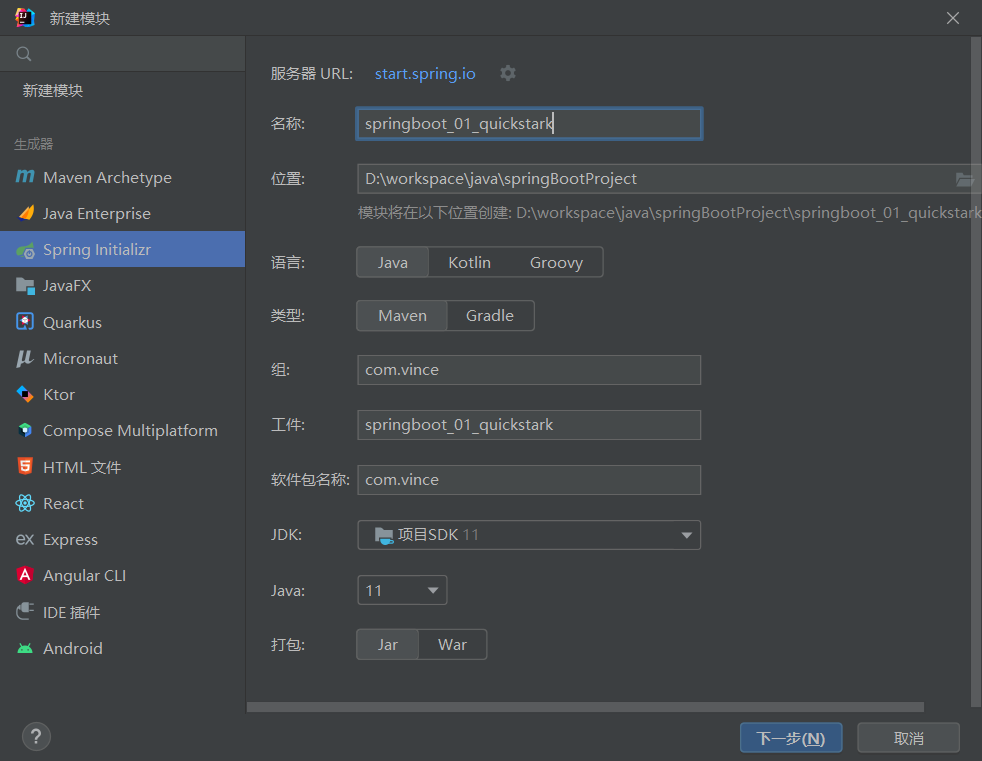 新建模块
新建模块
生成器
Maven Archetype
Java Enterprise
Spring Initializr
JavaFX
Quarkus
Micronaut
Ktor
Compose Multiplatform
HTML 文件
React
Express
Angular CLI
IDE 插件
Android
服务器 URL: start.spring.io
名称: springboot_01_quickstark
位置: D:\workspace\java\springBootProject
模块将在以下位置创建: D:\workspace\java\springBootProject\springboot_01_quickstark
语言: Java Kotlin Groovy
类型: Maven Gradle
组: com.vince
工件: springboot_01_quickstark
软件包名称: com.vince
JDK: 项目SDK 11
Java: 11
打包: Jar War
? 下一步(N) 取消